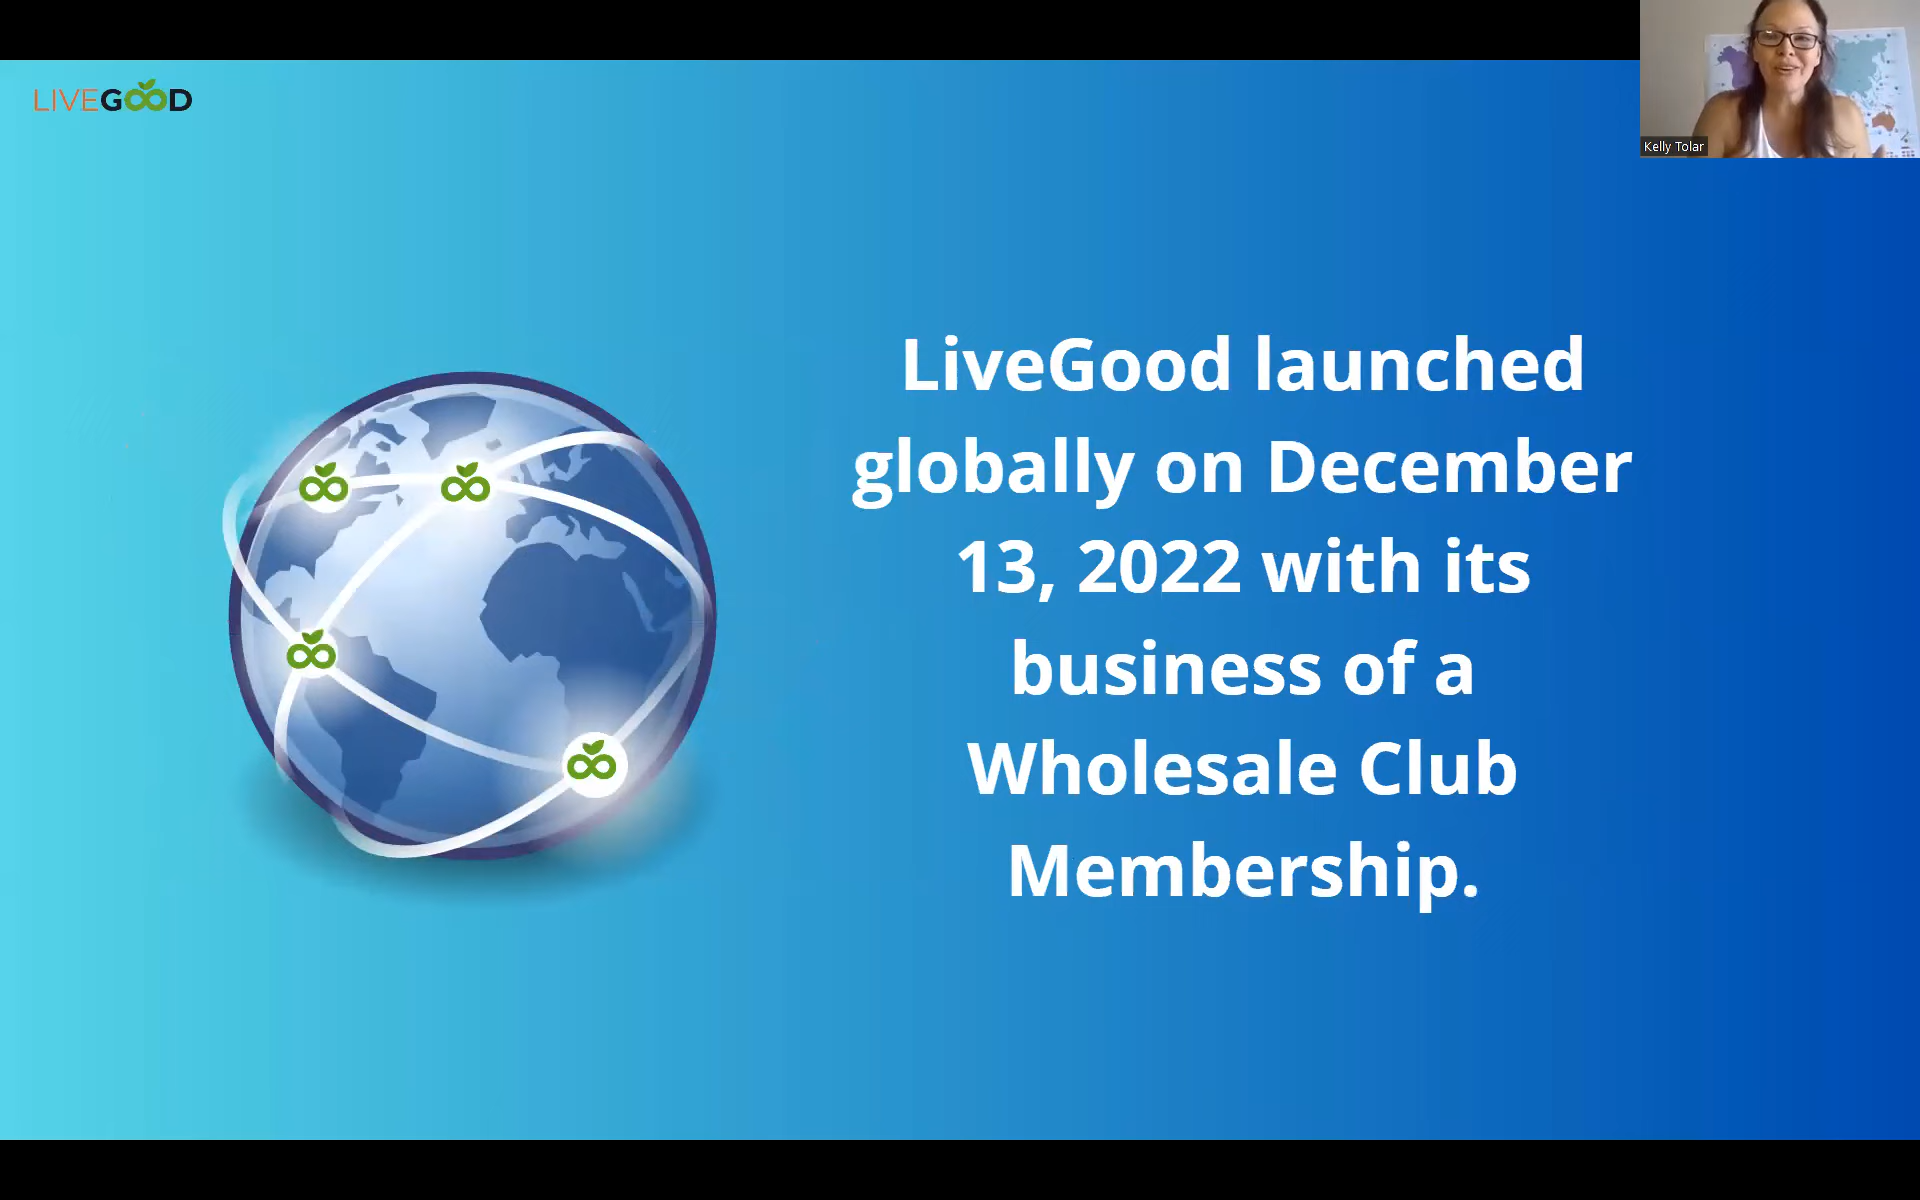 LIVEGOOD
Kelly Tolar
LiveGood launched
globally on December
13, 2022 with its
business of a
Wholesale Club
Membership.